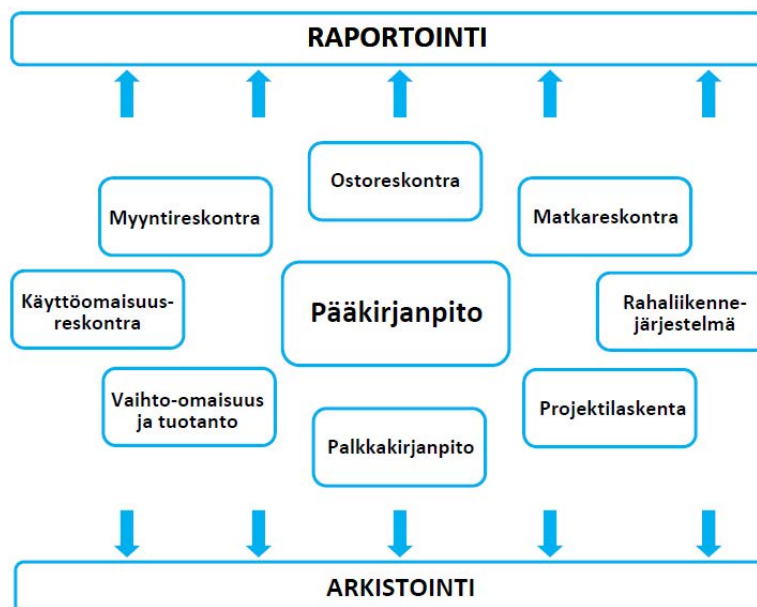 RAPORTOINTI
Ostoreskontra
Myyntireskontra
Matkareskontra
Käyttöomaisuus-
reskontra
Pääkirjanpito
Rahaliikenne-
järjestelmä
Vaihto-omaisuus
ja tuotanto
Projektilaskenta
Palkkakirjanpito
ARKISTOINTI